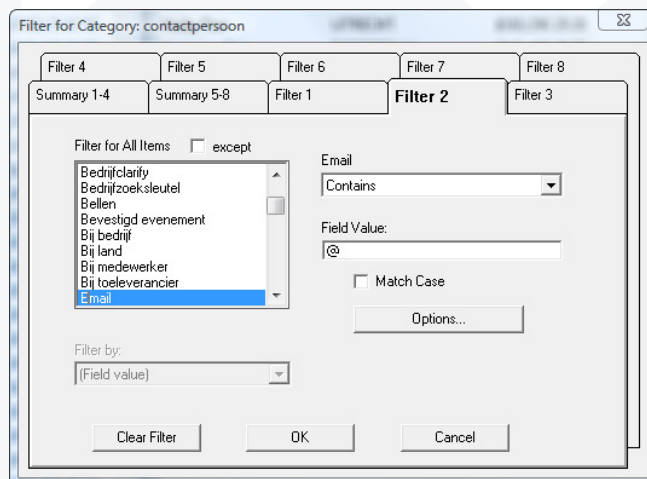 Filter for Category: contactpersoon
Filter 4 Filter 5 Filter 6 Filter 7 Filter 8
Summary 1-4 Summary 5-8 Filter 1 Filter 2 Filter 3
Filter for All Items except
Bedrijfclarify
Bedrijfzoeksleutel
Bellen
Bevestigd evenement
Bij bedrijf
Bij land
Bij medewerker
Bij toeleverancier
Email
Email
Contains
Field Value:
@
Match Case
Options...
Filter by:
(Field value)
Clear Filter OK Cancel